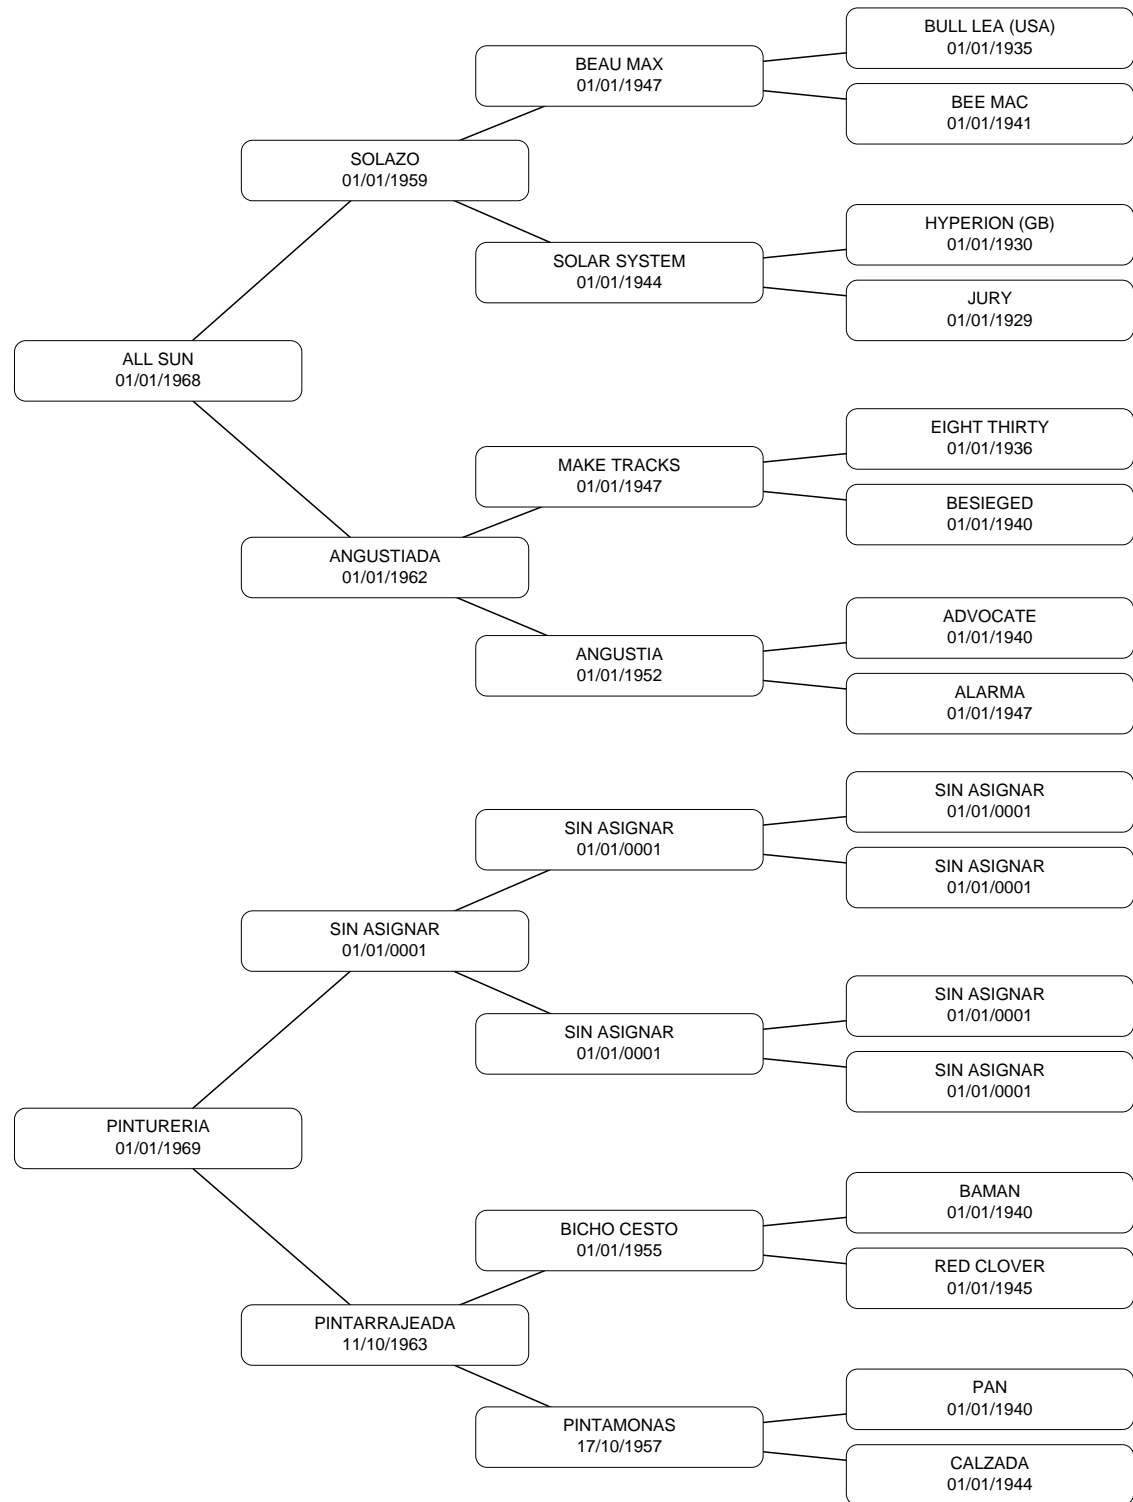 BULL LEA (USA)
01/01/1935
BEAU MAX
01/01/1947
BEE MAC
01/01/1941
SOLAZO
01/01/1959
HYPERION (GB)
01/01/1930
SOLAR SYSTEM
01/01/1944
JURY
01/01/1929
ALL SUN
01/01/1968
EIGHT THIRTY
01/01/1936
MAKE TRACKS
01/01/1947
BESIEGED
01/01/1940
ANGUSTIADA
01/01/1962
ADVOCATE
01/01/1940
ANGUSTIA
01/01/1952
ALARMA
01/01/1947
SIN ASIGNAR
01/01/0001
SIN ASIGNAR
01/01/0001
SIN ASIGNAR
01/01/0001
SIN ASIGNAR
01/01/0001
SIN ASIGNAR
01/01/0001
SIN ASIGNAR
01/01/0001
SIN ASIGNAR
01/01/0001
PINTURERIA
01/01/1969
BAMAN
01/01/1940
BICHO CESTO
01/01/1955
RED CLOVER
01/01/1945
PINTARRAJEADA
11/10/1963
PAN
01/01/1940
PINTAMONAS
17/10/1957
CALZADA
01/01/1944